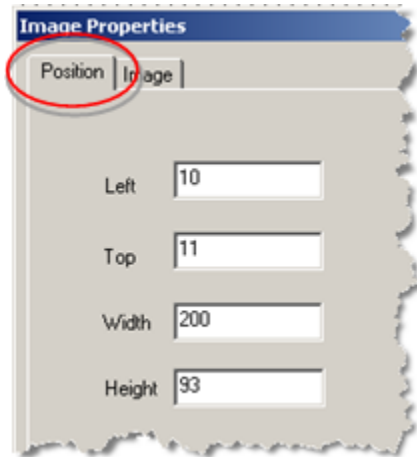 Image Properties
Position Image
Left 10
Top 11
Width 200
Height 93